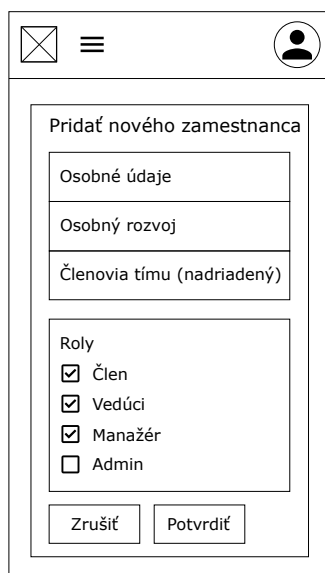 Pridať nového zamestnanca
Osobné údaje
Osobný rozvoj
Členovia tímu (nadriadený)
Roly
Člen
Vedúci
Manažér
Admin
Zrušiť
Potvrdiť